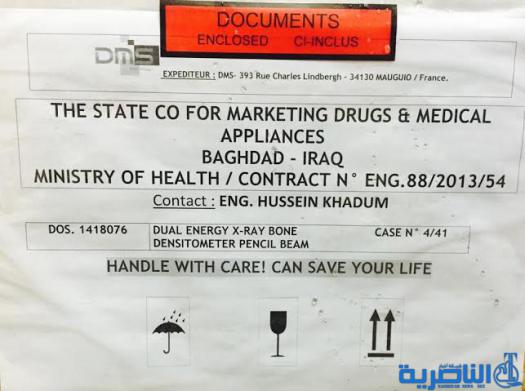 DOCUMENTS
ENCLOSED CI-INCLUS
DMS
EXPEDITEUR : DMS- 393 Rue Charles Lindbergh - 34130 MAUGUIO / France.
THE STATE CO FOR MARKETING DRUGS & MEDICAL
APPLIANCES
BAGHDAD - IRAQ
MINISTRY OF HEALTH / CONTRACT N° ENG.88/2013/54
Contact : ENG. HUSSEIN KHADUM
DOS. 1418076 DUAL ENERGY X-RAY BONE CASE N° 4/41
DENSITOMETER PENCIL BEAM
HANDLE WITH CARE! CAN SAVE YOUR LIFE
شبكة أخبار
الناصرية